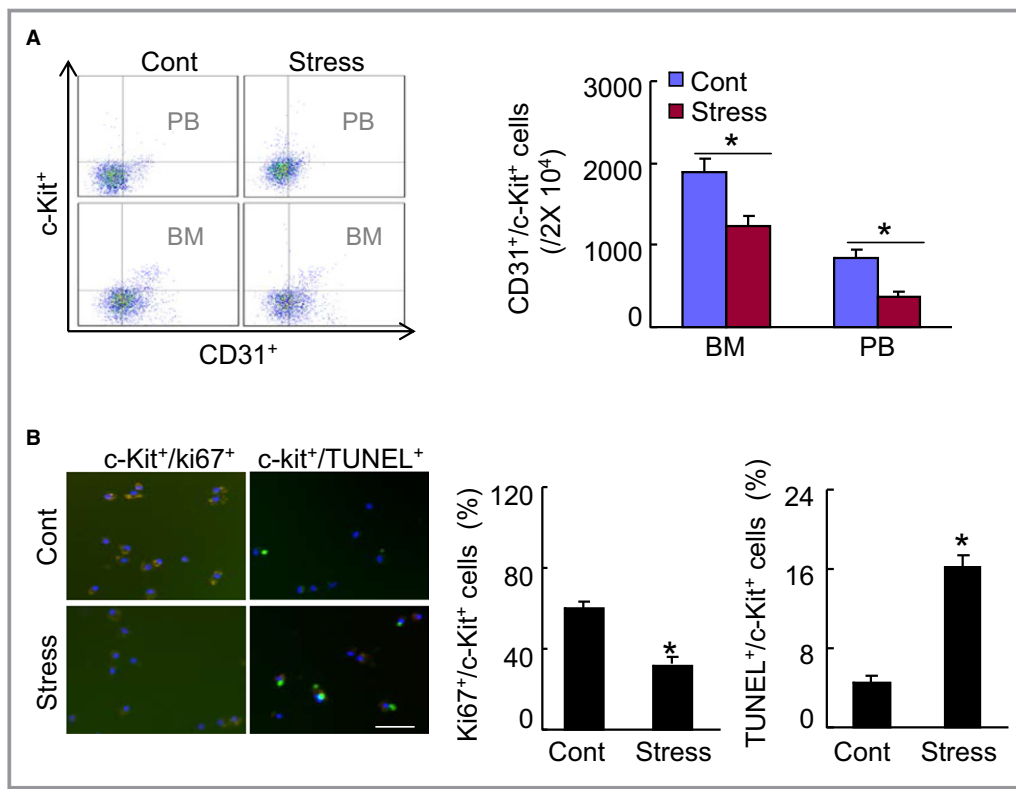 A
Cont Stress
PB PB
BM BM
c-Kit⁺
CD31⁺
CD31⁺/c-Kit⁺ cells
(/2X 10⁴)
3000
2000
1000
0
Cont
Stress
*
*
BM PB
B
c-Kit⁺/ki67⁺ c-kit⁺/TUNEL⁺
Cont
Stress
Ki67⁺/c-Kit⁺ cells (%)
120
80
40
0
*
Cont Stress
TUNEL⁺/c-Kit⁺ cells (%)
24
16
8
0
*
Cont Stress